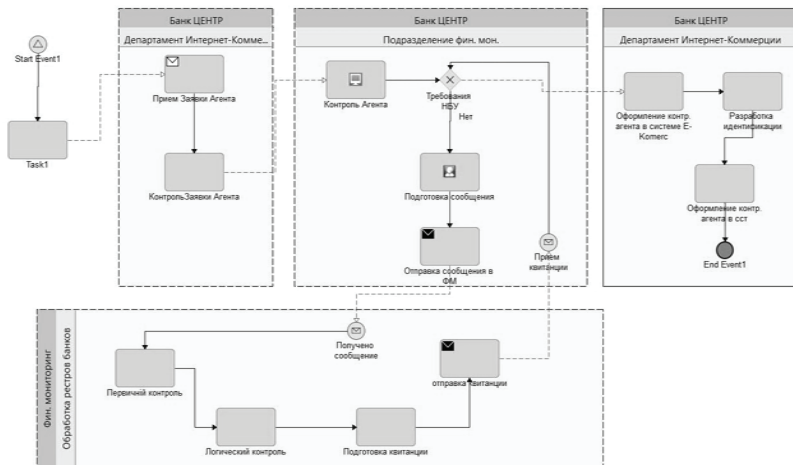 Банк ЦЕНТР
Департамент Интернет-Комме...
Start Event1
Task1
Прием Заявки Агента
КонтрольЗаявки Агента
Банк ЦЕНТР
Подразделение фин. мон.
Контроль Агента
Требования
НБУ
Нет
Подготовка сообщения
Отправка сообщения в
ФМ
Прием
квитанции
Банк ЦЕНТР
Департамент Интернет-Коммерции
Оформление контр.
агента в системе E-
Komerc
Разработка
идентификации
Оформление контр.
агента в сст
End Event1
Фин. мониторинг
Обработка рестров банков
Получено
сообщение
Первичній контроль
Логический контроль
Подготовка квитанции
отправка квитанции